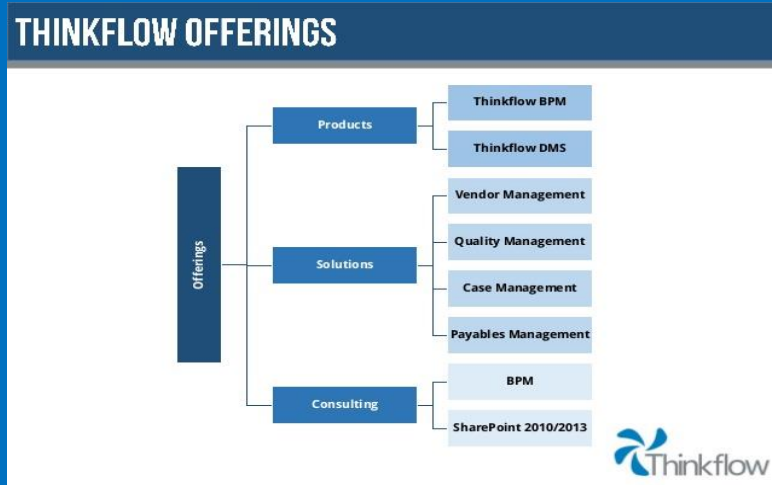 THINKFLOW OFFERINGS
Offerings
Products
Thinkflow BPM
Thinkflow DMS
Solutions
Vendor Management
Quality Management
Case Management
Payables Management
Consulting
BPM
SharePoint 2010/2013
Thinkflow